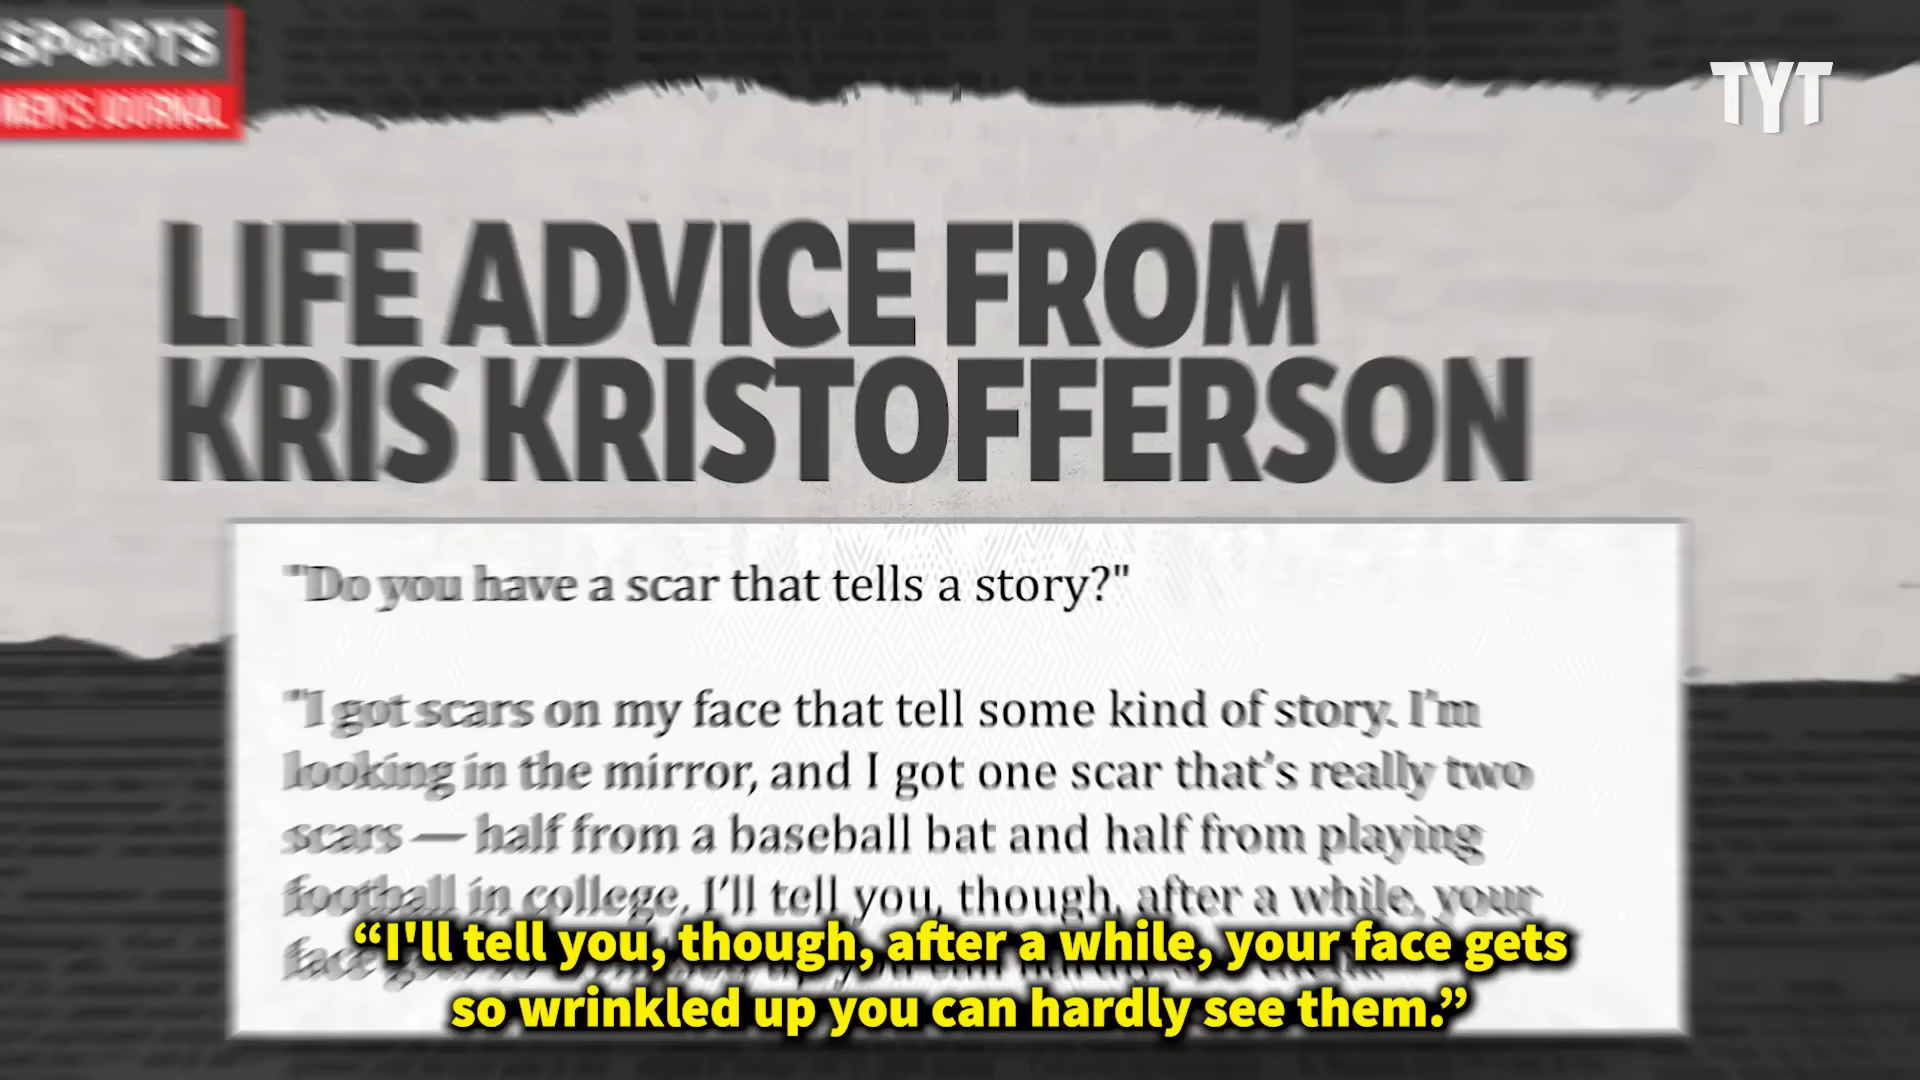 SPORTS
MEN'S JOURNAL
TYT
LIFE ADVICE FROM
KRIS KRISTOFFERSON
"Do you have a scar that tells a story?"
"I got scars on my face that tell some kind of story. I'm
looking in the mirror, and I got one scar that's really two
scars — half from a baseball bat and half from playing
football in college. I'll tell you, though, after a while, your
face
“I'll tell you, though, after a while, your face gets
so wrinkled up you can hardly see them.”